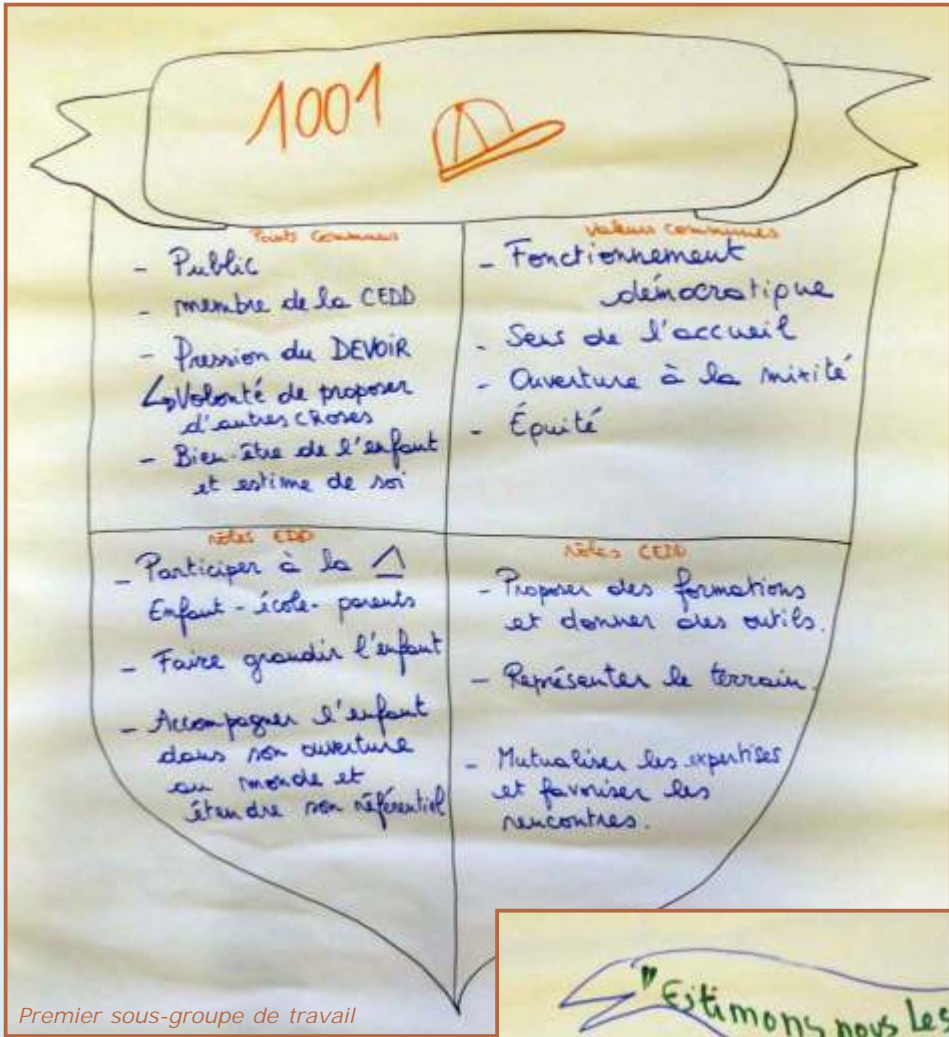 1001
Points Communs
- Public
- membre de la CEDD
- Pression du DEVOIR
↳ Volonté de proposer
d'autres CHoses
- Bien-être de l'enfant
et estime de soi
Valeurs communes
- Fonctionnement
démocratique
- Sens de l'accueil
- Ouverture à la mixité
- Équité
rôles EDD
- Participer à la △
Enfant - école - parents
- Faire grandir l'enfant
- Accompagner l'enfant
dans son ouverture
au monde et
étendre son référentiel
rôles CEDD
- Proposer des formations
et donner des outils.
- Représenter le terrain.
- Mutualiser les expertises
et favoriser les
rencontres.
Premier sous-groupe de travail
"Estimons nous Les